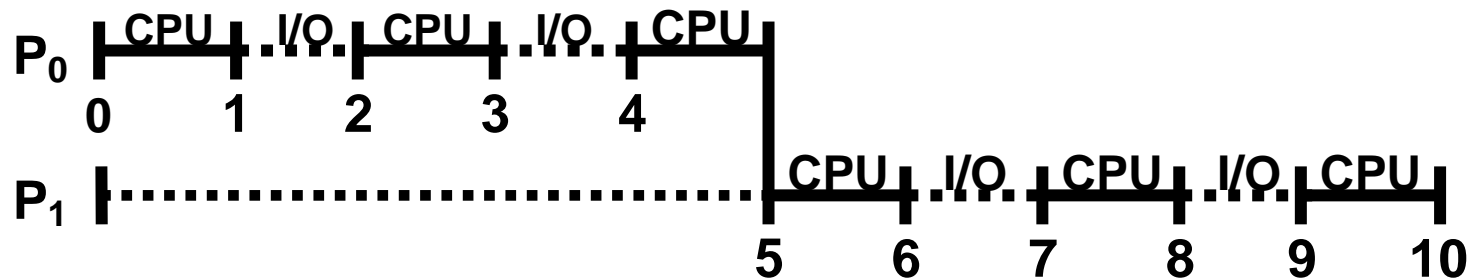 CPU I/O CPU I/O CPU
P₀
0 1 2 3 4
CPU I/O CPU I/O CPU
P₁
5 6 7 8 9 10